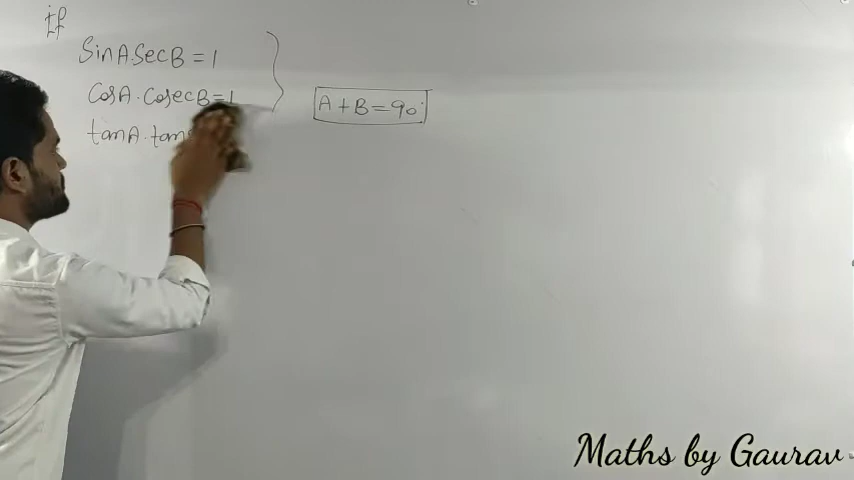 if
SinA.SecB = 1
CosA.CosecB = 1
tanA.tan
A + B = 90°
Maths by Gaurav